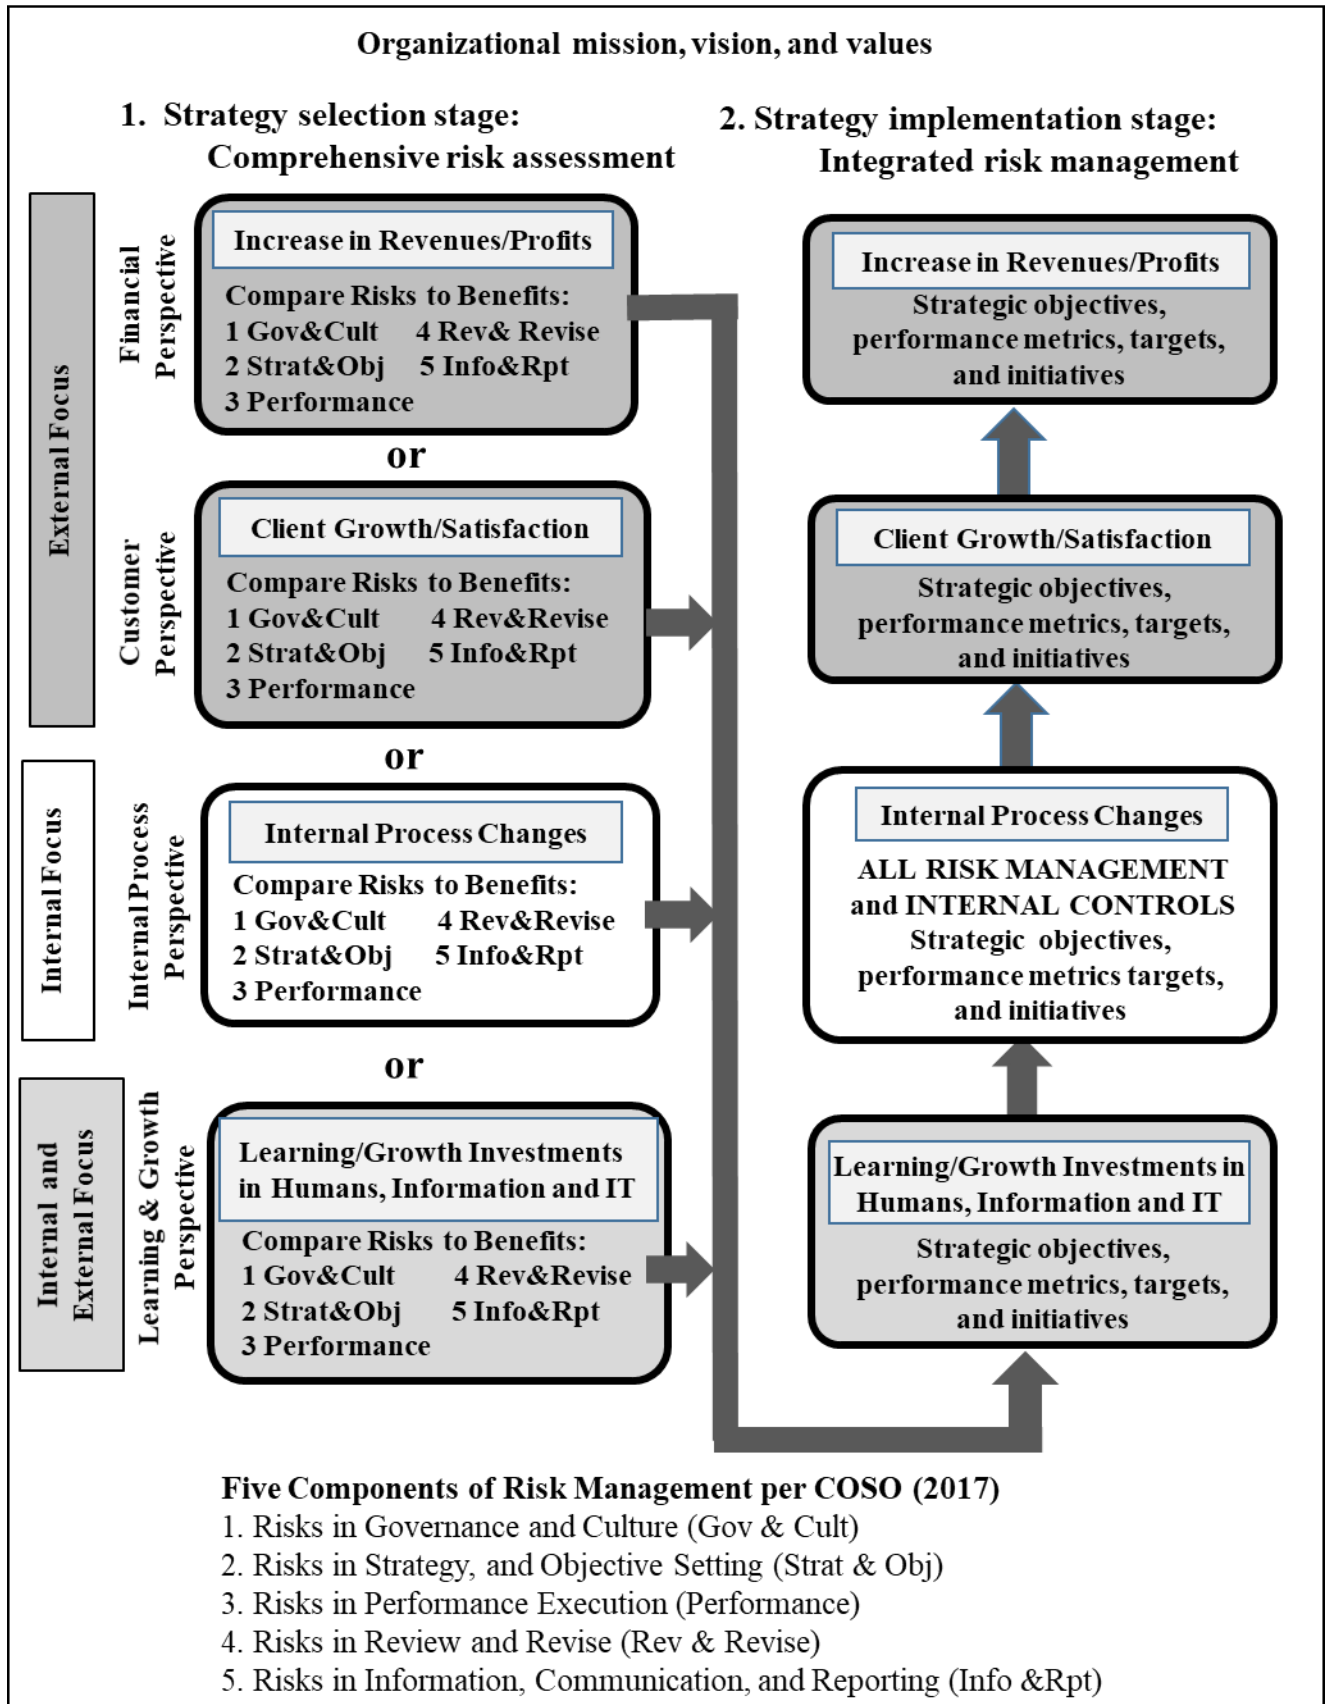 Organizational mission, vision, and values
1. Strategy selection stage:
Comprehensive risk assessment
2. Strategy implementation stage:
Integrated risk management
External Focus
Financial
Perspective
Increase in Revenues/Profits
Compare Risks to Benefits:
1 Gov&Cult 4 Rev& Revise
2 Strat&Obj 5 Info&Rpt
3 Performance
or
Customer
Perspective
Client Growth/Satisfaction
Compare Risks to Benefits:
1 Gov&Cult 4 Rev&Revise
2 Strat&Obj 5 Info&Rpt
3 Performance
or
Internal Focus
Internal Process
Perspective
Internal Process Changes
Compare Risks to Benefits:
1 Gov&Cult 4 Rev&Revise
2 Strat&Obj 5 Info&Rpt
3 Performance
or
Internal and
External Focus
Learning & Growth
Perspective
Learning/Growth Investments
in Humans, Information and IT
Compare Risks to Benefits:
1 Gov&Cult 4 Rev&Revise
2 Strat&Obj 5 Info&Rpt
3 Performance
Increase in Revenues/Profits
Strategic objectives,
performance metrics, targets,
and initiatives
Client Growth/Satisfaction
Strategic objectives,
performance metrics, targets,
and initiatives
Internal Process Changes
ALL RISK MANAGEMENT
and INTERNAL CONTROLS
Strategic objectives,
performance metrics targets,
and initiatives
Learning/Growth Investments in
Humans, Information and IT
Strategic objectives,
performance metrics, targets,
and initiatives
Five Components of Risk Management per COSO (2017)
1. Risks in Governance and Culture (Gov & Cult)
2. Risks in Strategy, and Objective Setting (Strat & Obj)
3. Risks in Performance Execution (Performance)
4. Risks in Review and Revise (Rev & Revise)
5. Risks in Information, Communication, and Reporting (Info &Rpt)